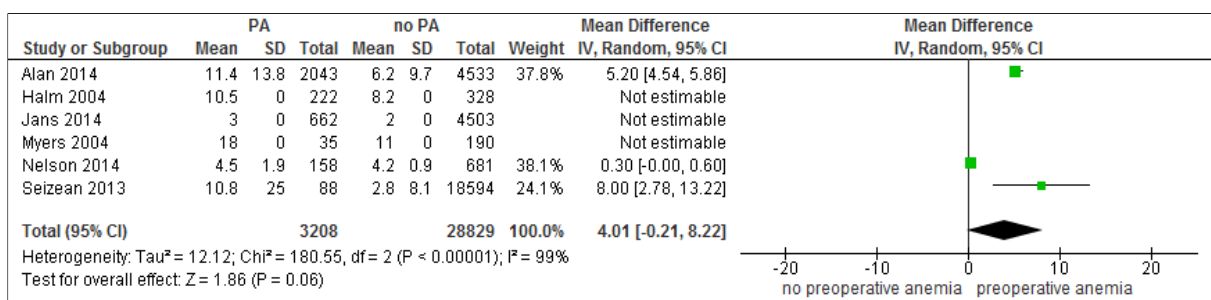 PA no PA Mean Difference Mean Difference
Study or Subgroup Mean SD Total Mean SD Total Weight IV, Random, 95% CI IV, Random, 95% CI
Alan 2014 11.4 13.8 2043 6.2 9.7 4533 37.8% 5.20 [4.54, 5.86]
Halm 2004 10.5 0 222 8.2 0 328 Not estimable
Jans 2014 3 0 662 2 0 4503 Not estimable
Myers 2004 18 0 35 11 0 190 Not estimable
Nelson 2014 4.5 1.9 158 4.2 0.9 681 38.1% 0.30 [-0.00, 0.60]
Seizean 2013 10.8 25 88 2.8 8.1 18594 24.1% 8.00 [2.78, 13.22]
Total (95% CI) 3208 28829 100.0% 4.01 [-0.21, 8.22]
Heterogeneity: Tau² = 12.12; Chi² = 180.55, df = 2 (P < 0.00001); I² = 99%
Test for overall effect: Z = 1.86 (P = 0.06)
-20 -10 0 10 20
no preoperative anemia preoperative anemia